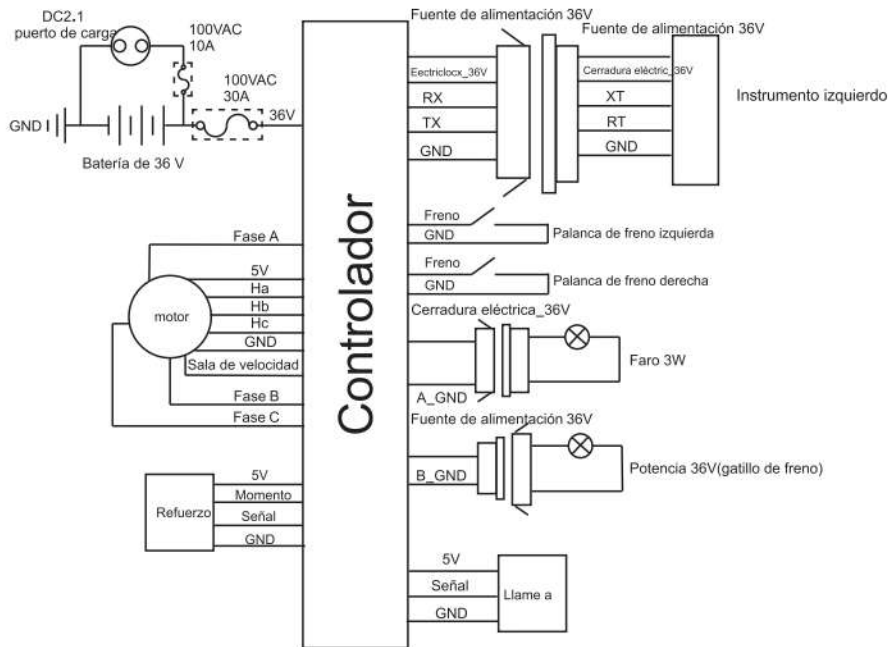 DC2.1
puerto de carga
100VAC
10A
100VAC
30A
36V
GND
Batería de 36 V
Fase A
5V
Ha
Hb
Hc
GND
Sala de velocidad
Fase B
Fase C
motor
5V
Momento
Señal
GND
Refuerzo
Controlador
Fuente de alimentación 36V
Eectriclocx_36V
RX
TX
GND
Fuente de alimentación 36V
Cerradura eléctric_36V
XT
RT
GND
Instrumento izquierdo
Freno
GND
Palanca de freno izquierda
Freno
GND
Palanca de freno derecha
Cerradura eléctrica_36V
A_GND
Faro 3W
Fuente de alimentación 36V
B_GND
Potencia 36V(gatillo de freno)
5V
Señal
GND
Llame a